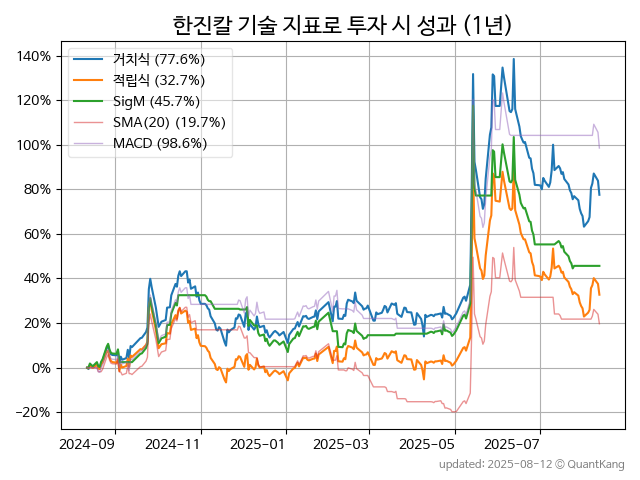 한진칼 기술 지표로 투자 시 성과 (1년)
140%
120%
100%
80%
60%
40%
20%
0%
−20%
거치식 (77.6%)
적립식 (32.7%)
SigM (45.7%)
SMA(20) (19.7%)
MACD (98.6%)
2024-09
2024-11
2025-01
2025-03
2025-05
2025-07
updated: 2025-08-12 © QuantKang